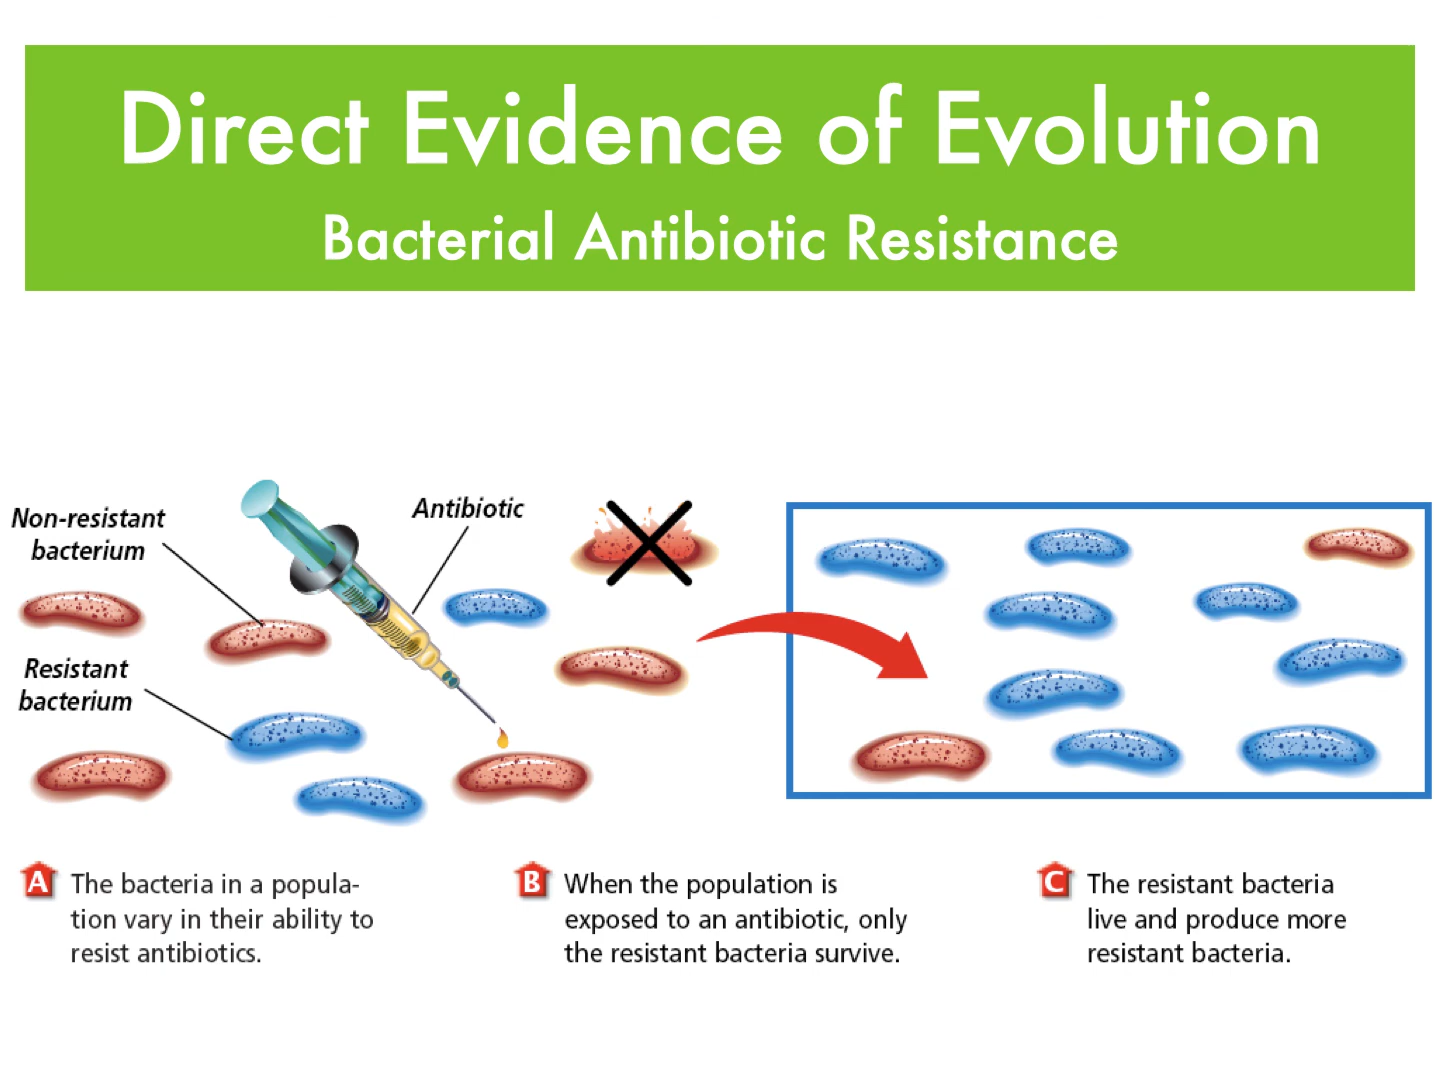 Direct Evidence of Evolution
Bacterial Antibiotic Resistance
Non-resistant
bacterium
Antibiotic
Resistant
bacterium
A The bacteria in a popula-
tion vary in their ability to
resist antibiotics.
B When the population is
exposed to an antibiotic, only
the resistant bacteria survive.
C The resistant bacteria
live and produce more
resistant bacteria.